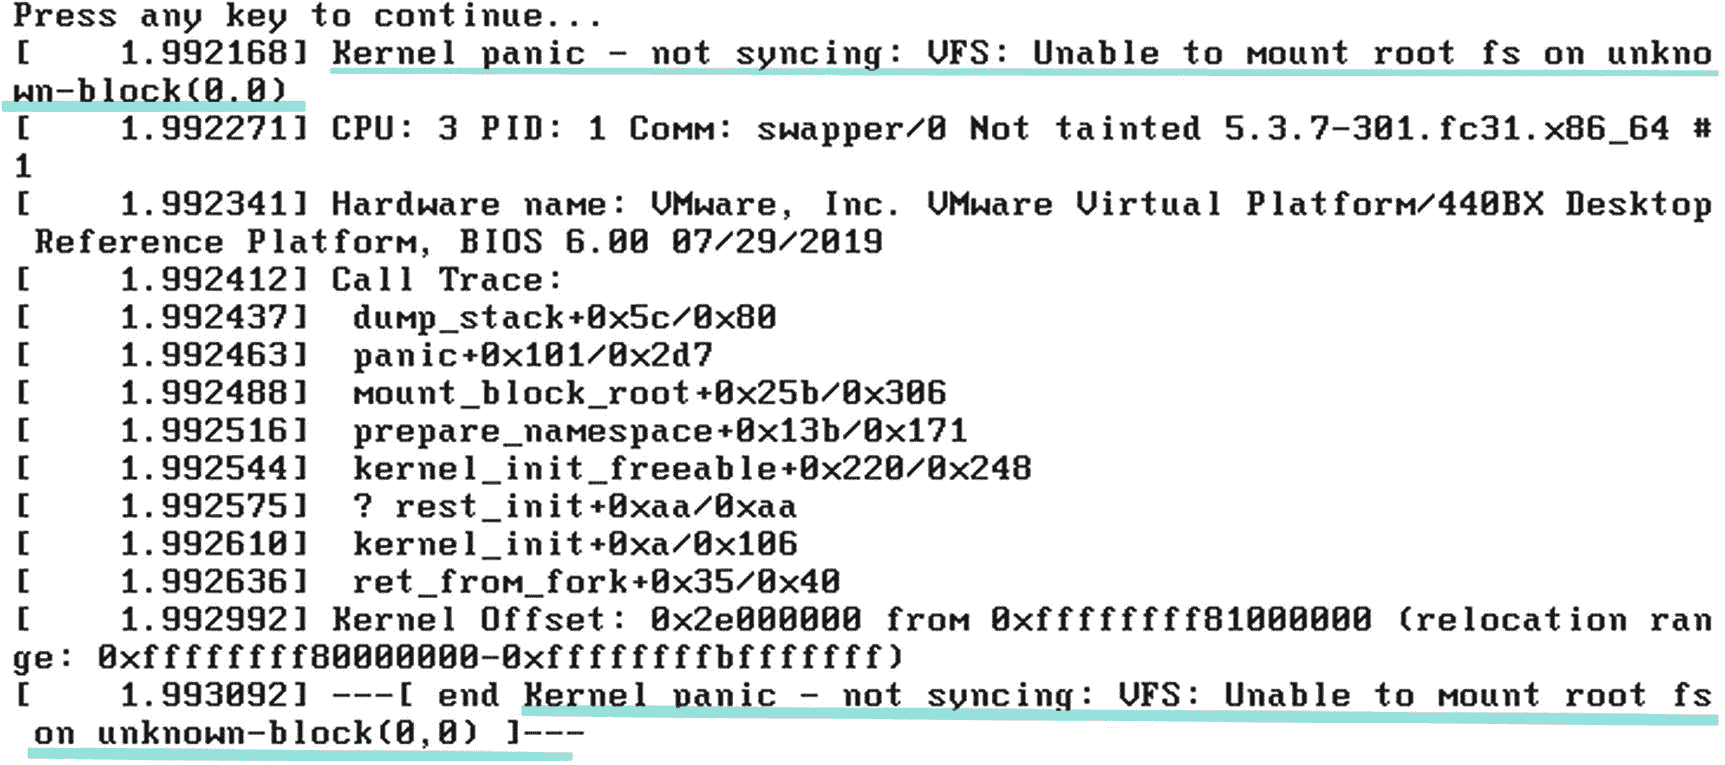 Press any key to continue...
[    1.992168] Kernel panic - not syncing: VFS: Unable to mount root fs on unkno
wn-block(0.0)
[    1.992271] CPU: 3 PID: 1 Comm: swapper/0 Not tainted 5.3.7-301.fc31.x86_64 #
1
[    1.992341] Hardware name: VMware, Inc. VMware Virtual Platform/440BX Desktop
 Reference Platform, BIOS 6.00 07/29/2019
[    1.992412] Call Trace:
[    1.992437]  dump_stack+0x5c/0x80
[    1.992463]  panic+0x101/0x2d7
[    1.992488]  mount_block_root+0x25b/0x306
[    1.992516]  prepare_namespace+0x13b/0x171
[    1.992544]  kernel_init_freeable+0x220/0x248
[    1.992575]  ? rest_init+0xaa/0xaa
[    1.992610]  kernel_init+0xa/0x106
[    1.992636]  ret_from_fork+0x35/0x40
[    1.992992] Kernel Offset: 0x2e000000 from 0xffffffff81000000 (relocation ran
ge: 0xffffffff80000000-0xffffffffbfffffff)
[    1.993092] ---[ end Kernel panic - not syncing: VFS: Unable to mount root fs
 on unknown-block(0,0) ]---